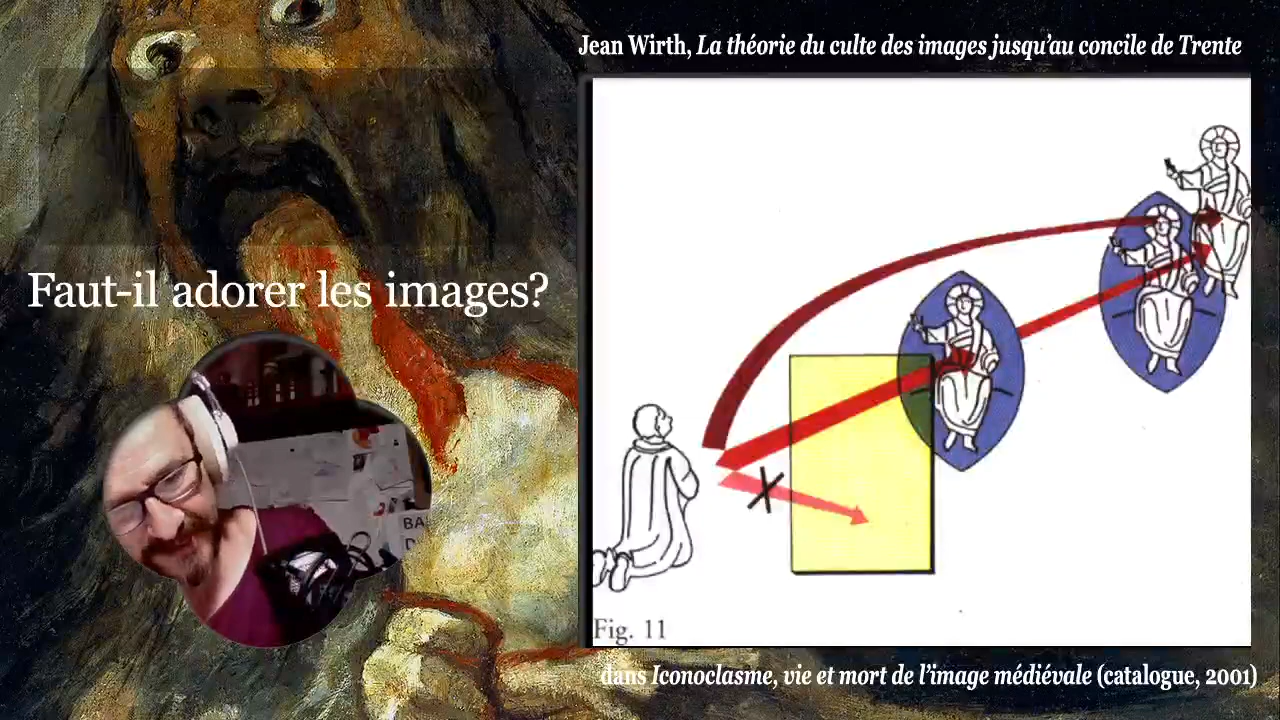 Jean Wirth, La théorie du culte des images jusqu'au concile de Trente
Faut-il adorer les images?
BA
D
Fig. 11
dans Iconoclasme, vie et mort de l'image médiévale (catalogue, 2001)